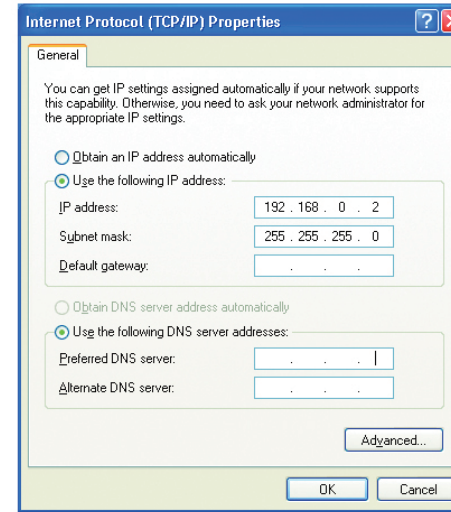 Internet Protocol (TCP/IP) Properties
General
You can get IP settings assigned automatically if your network supports
this capability. Otherwise, you need to ask your network administrator for
the appropriate IP settings.
Obtain an IP address automatically
Use the following IP address:
IP address: 192 . 168 . 0 . 2
Subnet mask: 255 . 255 . 255 . 0
Default gateway: . . .
Obtain DNS server address automatically
Use the following DNS server addresses:
Preferred DNS server: . . .
Alternate DNS server: . . .
Advanced...
OK Cancel